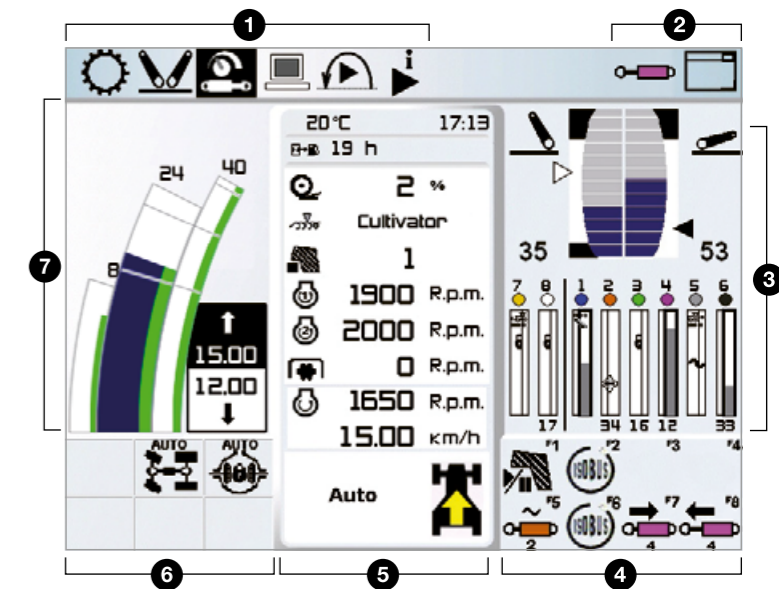 1
2
i
20°C 17:13
19 h
24
40
8
7
2 %
Cultivator
1
1900 R.p.m.
2000 R.p.m.
0 R.p.m.
1650 R.p.m.
15.00 km/h
Auto
15.00
12.00
35
53
3
7 8 1 2 3 4 5 6
17 34 16 12 33
AUTO AUTO
F1 F2 F3 F4
ISOBUS
F5 F6 F7 F8
ISOBUS
2 4 4
6
5
4